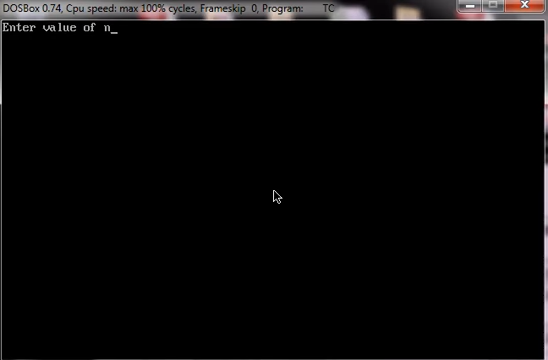 DOSBox 0.74, Cpu speed: max 100% cycles, Frameskip 0, Program: TC
Enter value of n_